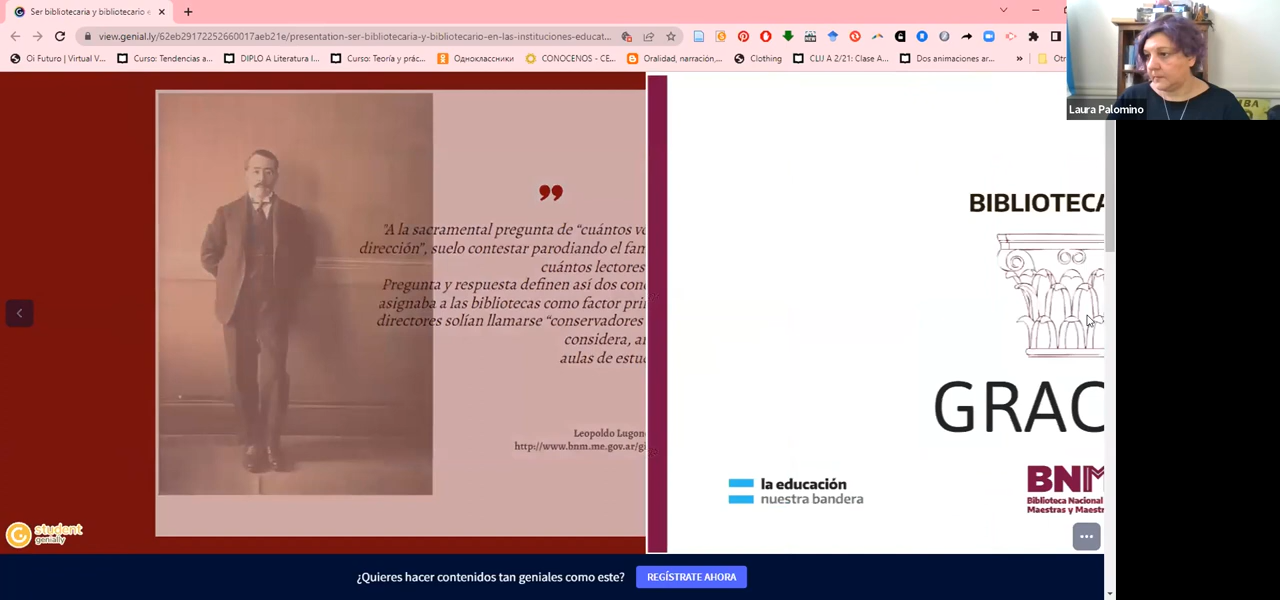 Ser bibliotecaria y bibliotecario e
view.genial.ly/62eb29172252660017aeb21e/presentation-ser-bibliotecaria-y-bibliotecario-en-las-instituciones-educat...
Oi Futuro | Virtual V...
Curso: Tendencias a...
DIPLO A Literatura I...
Curso: Teoría y prác...
Одноклассники
CONOCENOS - CE...
Oralidad, narración,...
Clothing
CLIJ A 2/21: Clase A...
Dos animaciones ar...
»
Laura Palomino
"A la sacramental pregunta de “cuántos vo
dirección”, suelo contestar parodiando el fam
cuántos lectores
Pregunta y respuesta definen así dos conc
asignaba a las bibliotecas como factor pri
directores solían llamarse “conservadores
considera, a
aulas de estu
Leopoldo Lugon
http://www.bnm.me.gov.ar/gi
BIBLIOTECA
GRAC
la educación
nuestra bandera
BNM
Biblioteca Nacional
Maestras y Maestr
student
genially
¿Quieres hacer contenidos tan geniales como este?
REGÍSTRATE AHORA